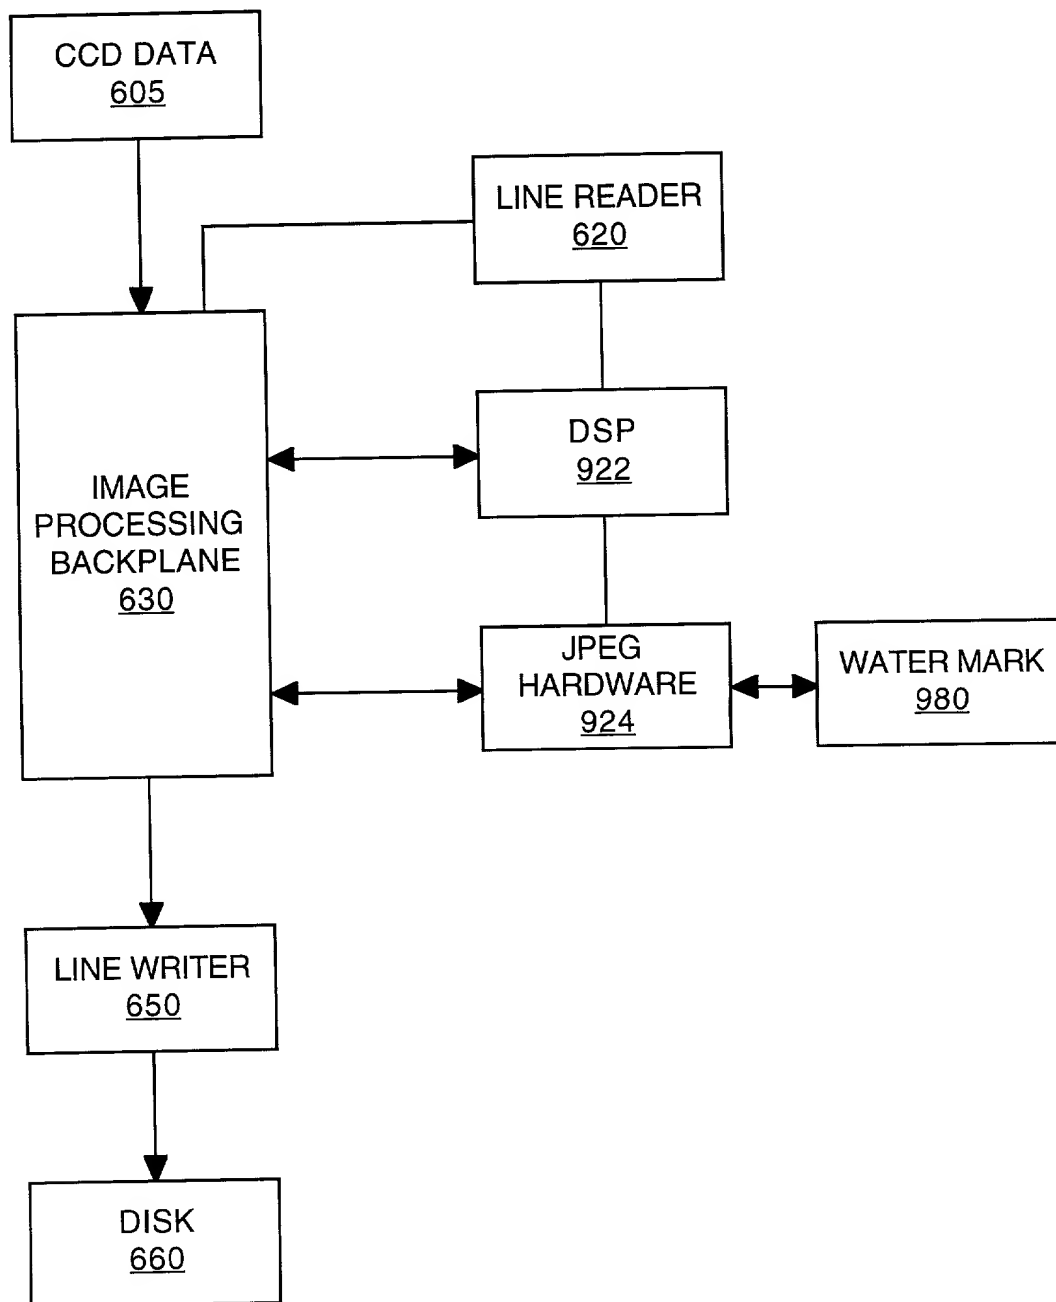 CCD DATA
605
LINE READER
620
DSP
922
IMAGE
PROCESSING
BACKPLANE
630
JPEG
HARDWARE
924
WATER MARK
980
LINE WRITER
650
DISK
660